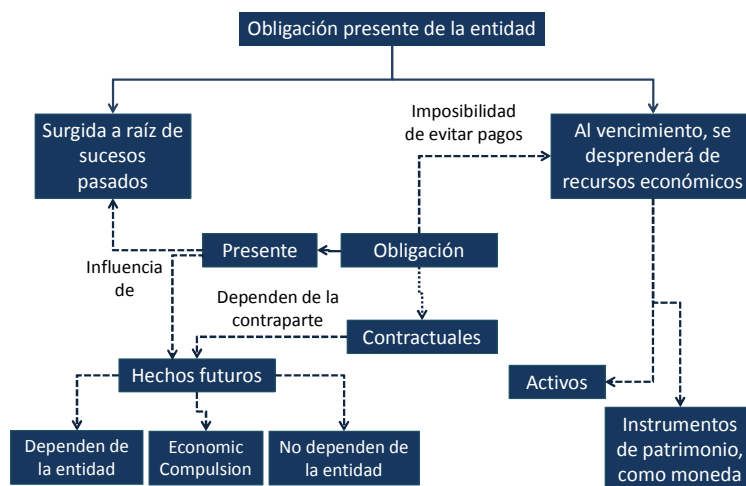 Obligación presente de la entidad
Surgida a raíz de
sucesos
pasados
Imposibilidad
de evitar pagos
Al vencimiento, se
desprenderá de
recursos económicos
Presente
Obligación
Influencia
de
Dependen de la
contraparte
Contractuales
Hechos futuros
Activos
Dependen de
la entidad
Economic
Compulsion
No dependen de
la entidad
Instrumentos
de patrimonio,
como moneda